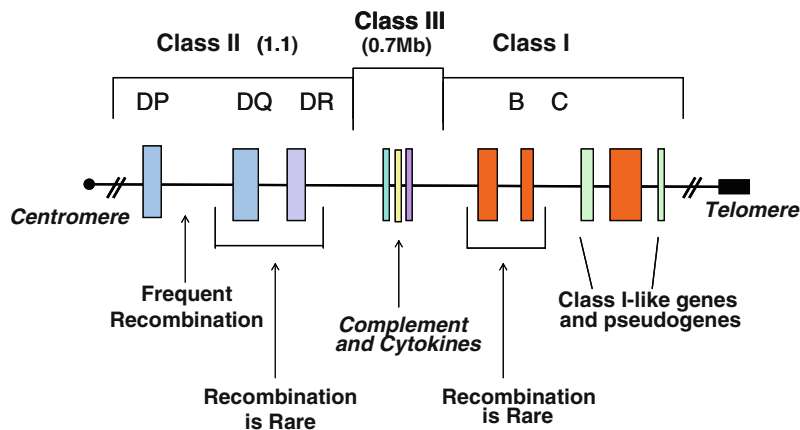 Class II (1.1)
Class III
(0.7Mb)
Class I
DP
DQ
DR
B
C
Centromere
Telomere
Frequent
Recombination
Complement
and Cytokines
Class I-like genes
and pseudogenes
Recombination
is Rare
Recombination
is Rare